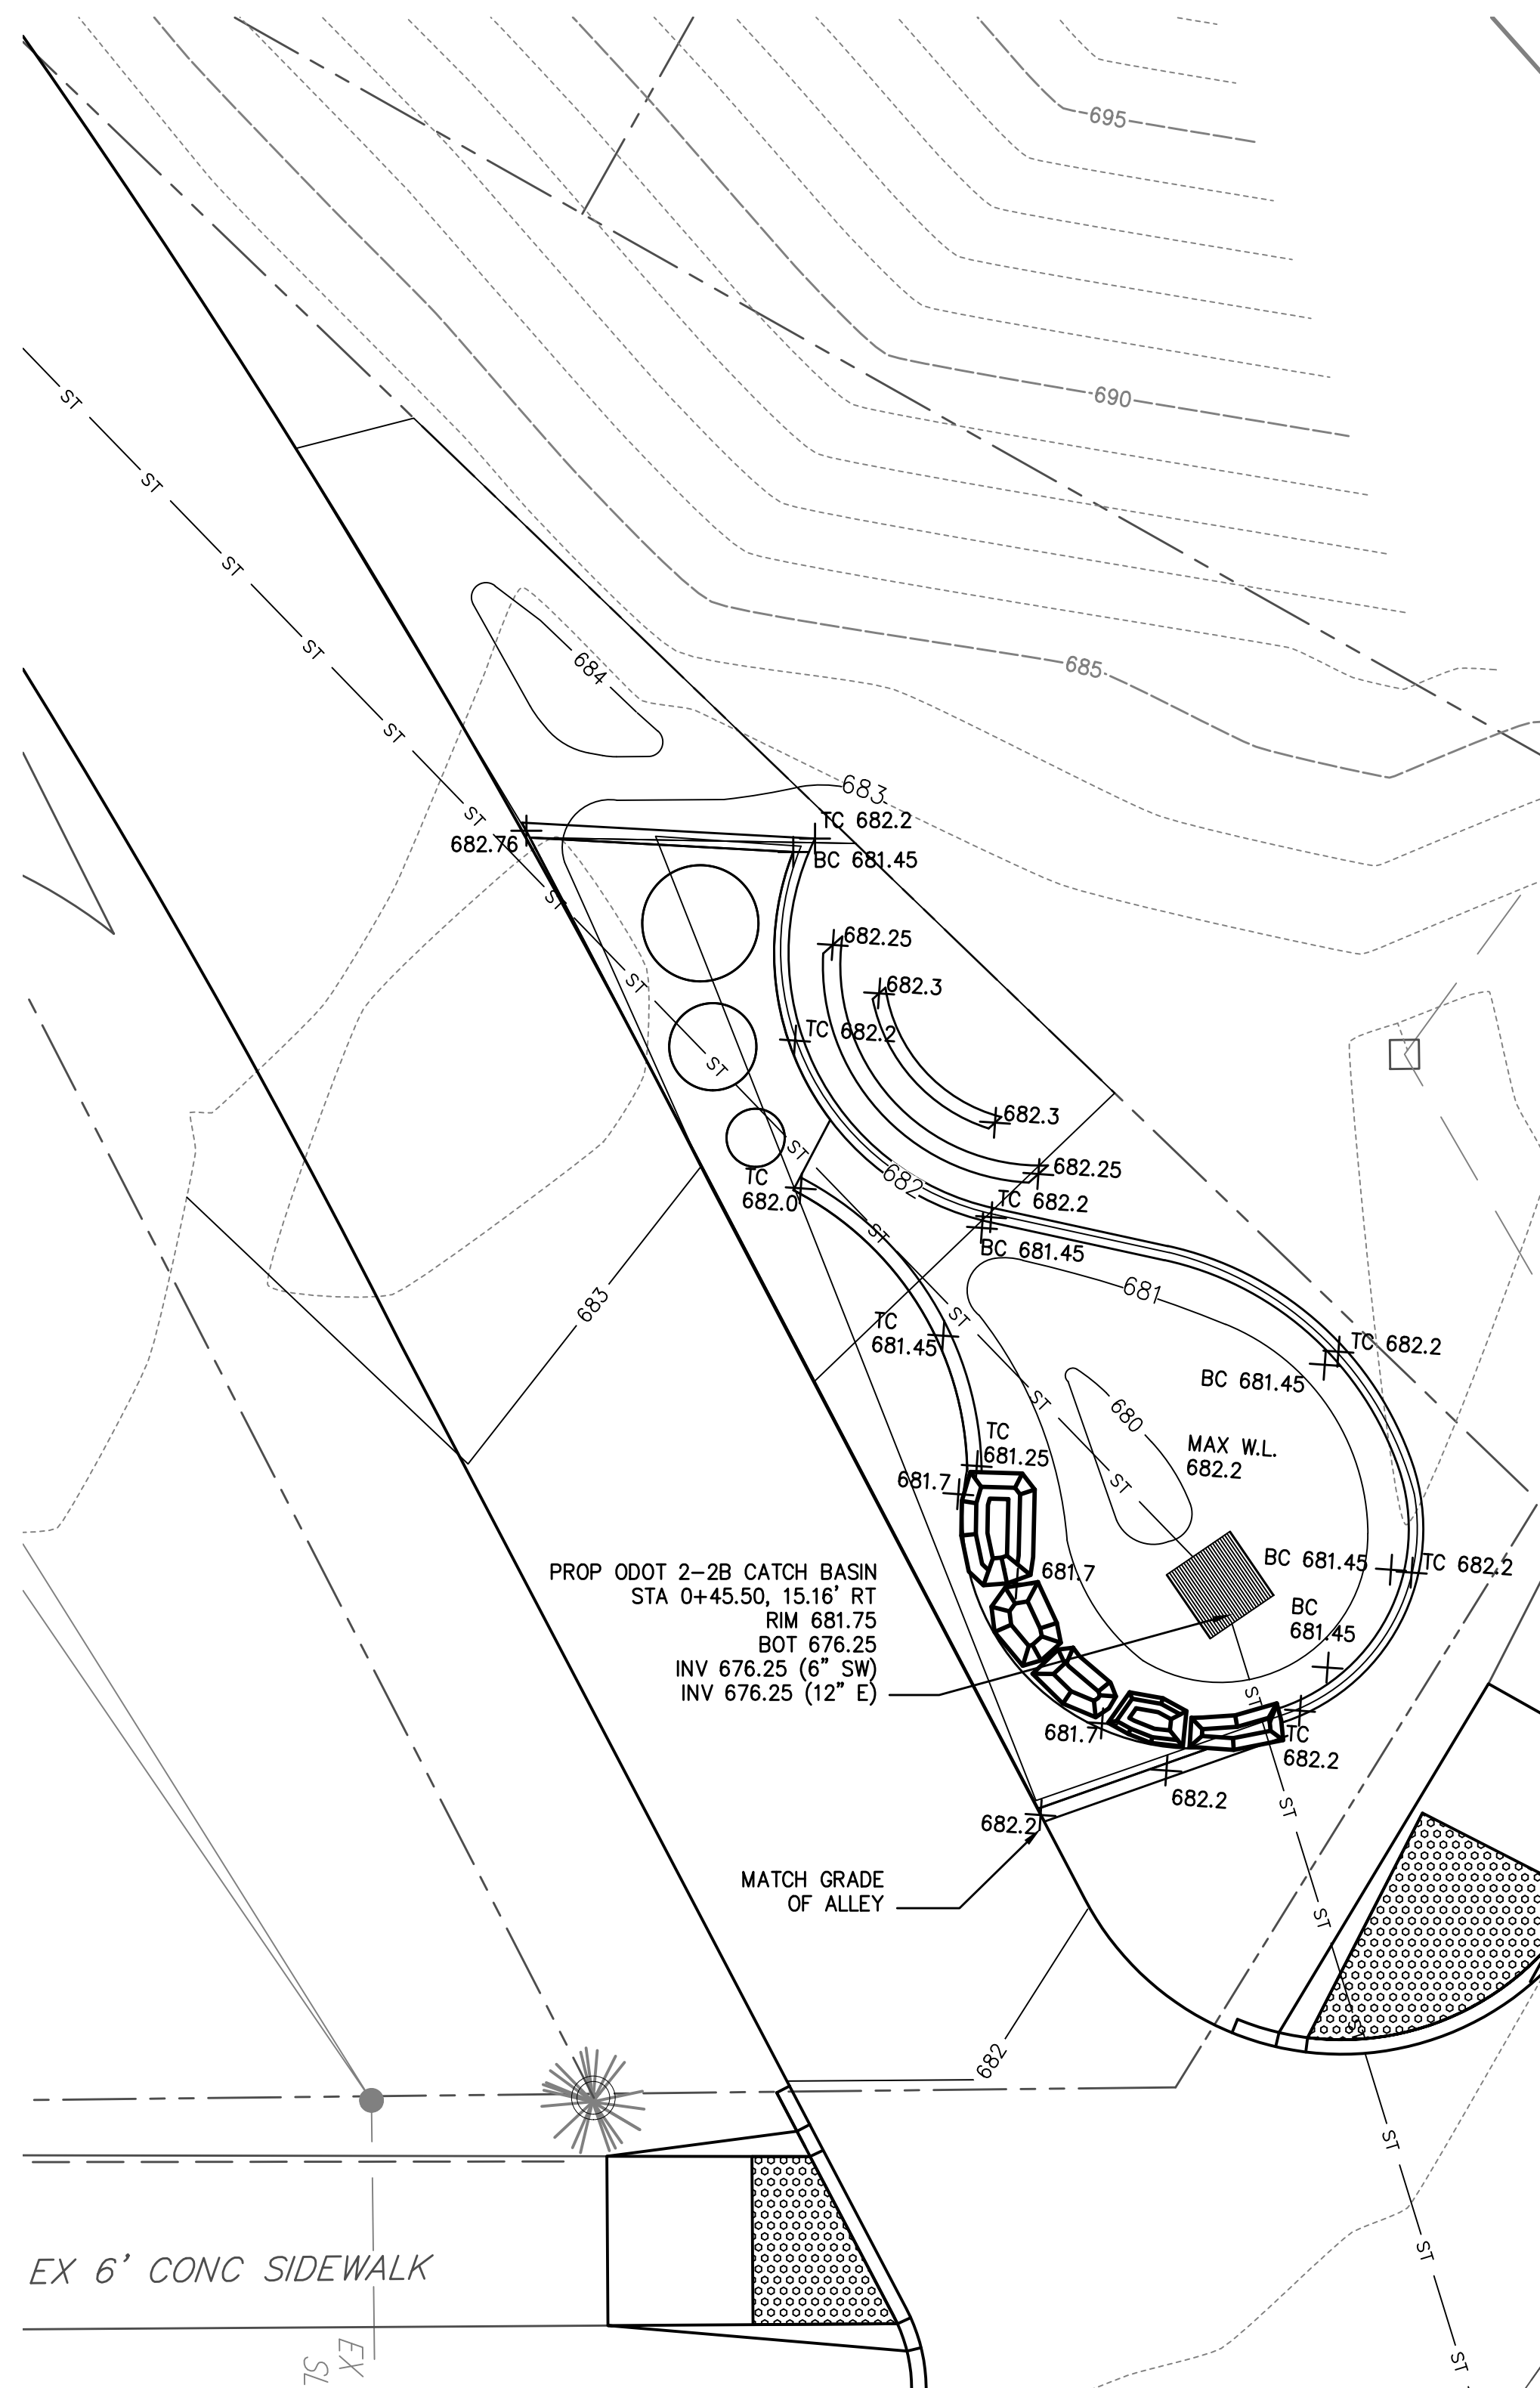 695
690
685
ST
ST
ST
ST
684
ST
683
ST
TC 682.2
682.76
BC 681.45
ST
682.25
ST
682.3
TC 682.2
ST
682.3
ST
682.25
TC
682.0
682
TC 682.2
ST
BC 681.45
681
683
ST
TC
681.45
TC 682.2
BC 681.45
ST
680
TC
681.25
MAX W.L.
682.2
681.7
ST
PROP ODOT 2-2B CATCH BASIN
STA 0+45.50, 15.16' RT
RIM 681.75
BOT 676.25
INV 676.25 (6" SW)
INV 676.25 (12" E)
681.7
BC 681.45
TC 682.2
BC
681.45
ST
681.7
TC
682.2
682.2
ST
682.2
MATCH GRADE
OF ALLEY
ST
ST
682
ST
ST
EX 6' CONC SIDEWALK
EX
SL
ST